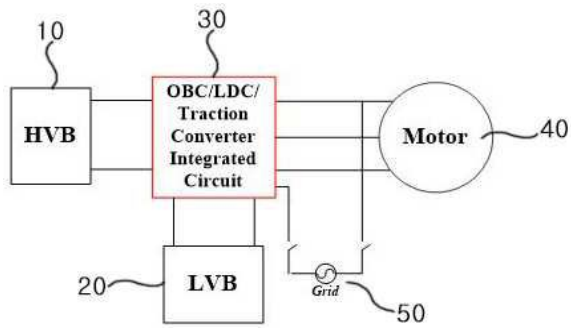 10
30
HVB
OBC/LDC/
Traction
Converter
Integrated
Circuit
Motor
40
20
LVB
Grid
50